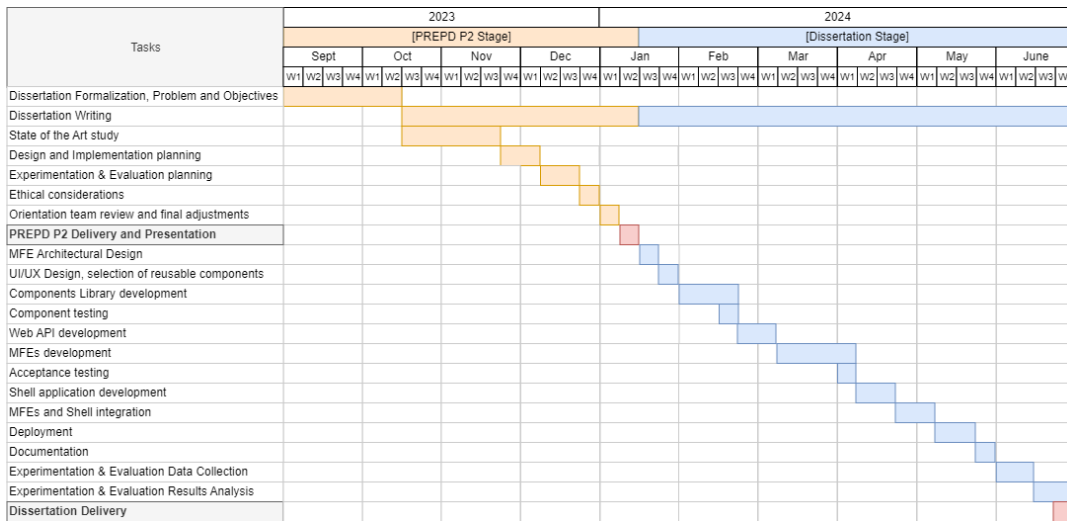 Tasks
2023 2024
[PREPD P2 Stage] [Dissertation Stage]
Sept Oct Nov Dec Jan Feb Mar Apr May June
W1 W2 W3 W4 W1 W2 W3 W4 W1 W2 W3 W4 W1 W2 W3 W4 W1 W2 W3 W4 W1 W2 W3 W4 W1 W2 W3 W4 W1 W2 W3 W4 W1 W2 W3 W4 W1 W2 W3
Dissertation Formalization, Problem and Objectives
Dissertation Writing
State of the Art study
Design and Implementation planning
Experimentation & Evaluation planning
Ethical considerations
Orientation team review and final adjustments
PREPD P2 Delivery and Presentation
MFE Architectural Design
UI/UX Design, selection of reusable components
Components Library development
Component testing
Web API development
MFEs development
Acceptance testing
Shell application development
MFEs and Shell integration
Deployment
Documentation
Experimentation & Evaluation Data Collection
Experimentation & Evaluation Results Analysis
Dissertation Delivery